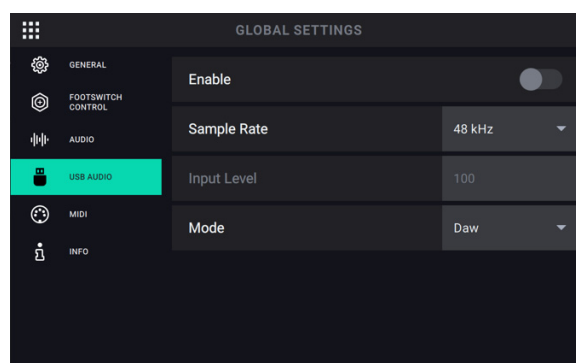 GLOBAL SETTINGS
GENERAL
FOOTSWITCH
CONTROL
AUDIO
USB AUDIO
MIDI
INFO
Enable
Sample Rate
48 kHz
Input Level
100
Mode
Daw